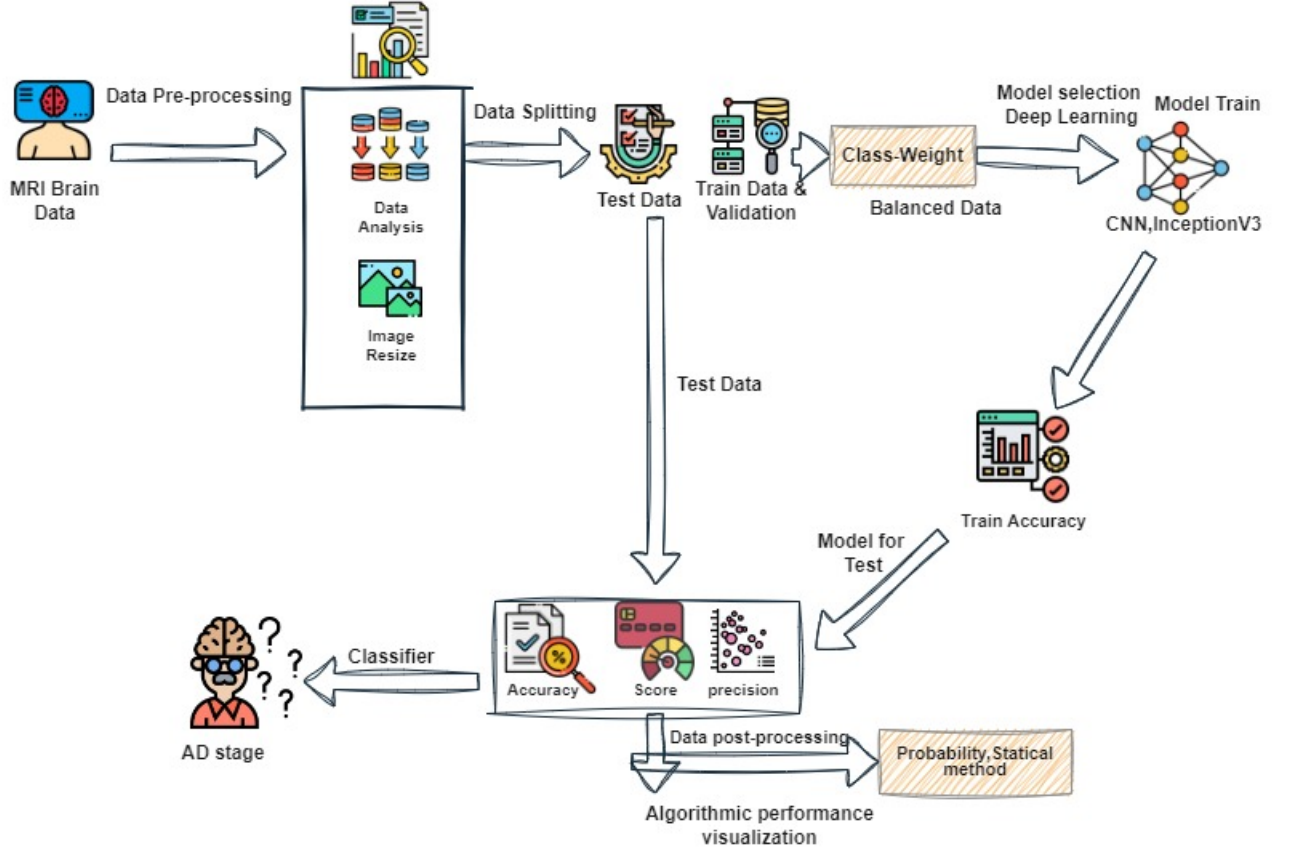 Data Pre-processing
MRI Brain
Data
Data
Analysis
Image
Resize
Data Splitting
Test Data
Train Data &
Validation
Class-Weight
Balanced Data
Model selection
Deep Learning
Model Train
CNN,InceptionV3
Test Data
Train Accuracy
Model for
Test
Accuracy
Score
precision
Classifier
AD stage
Data post-processing
Probability,Statical
method
Algorithmic performance
visualization